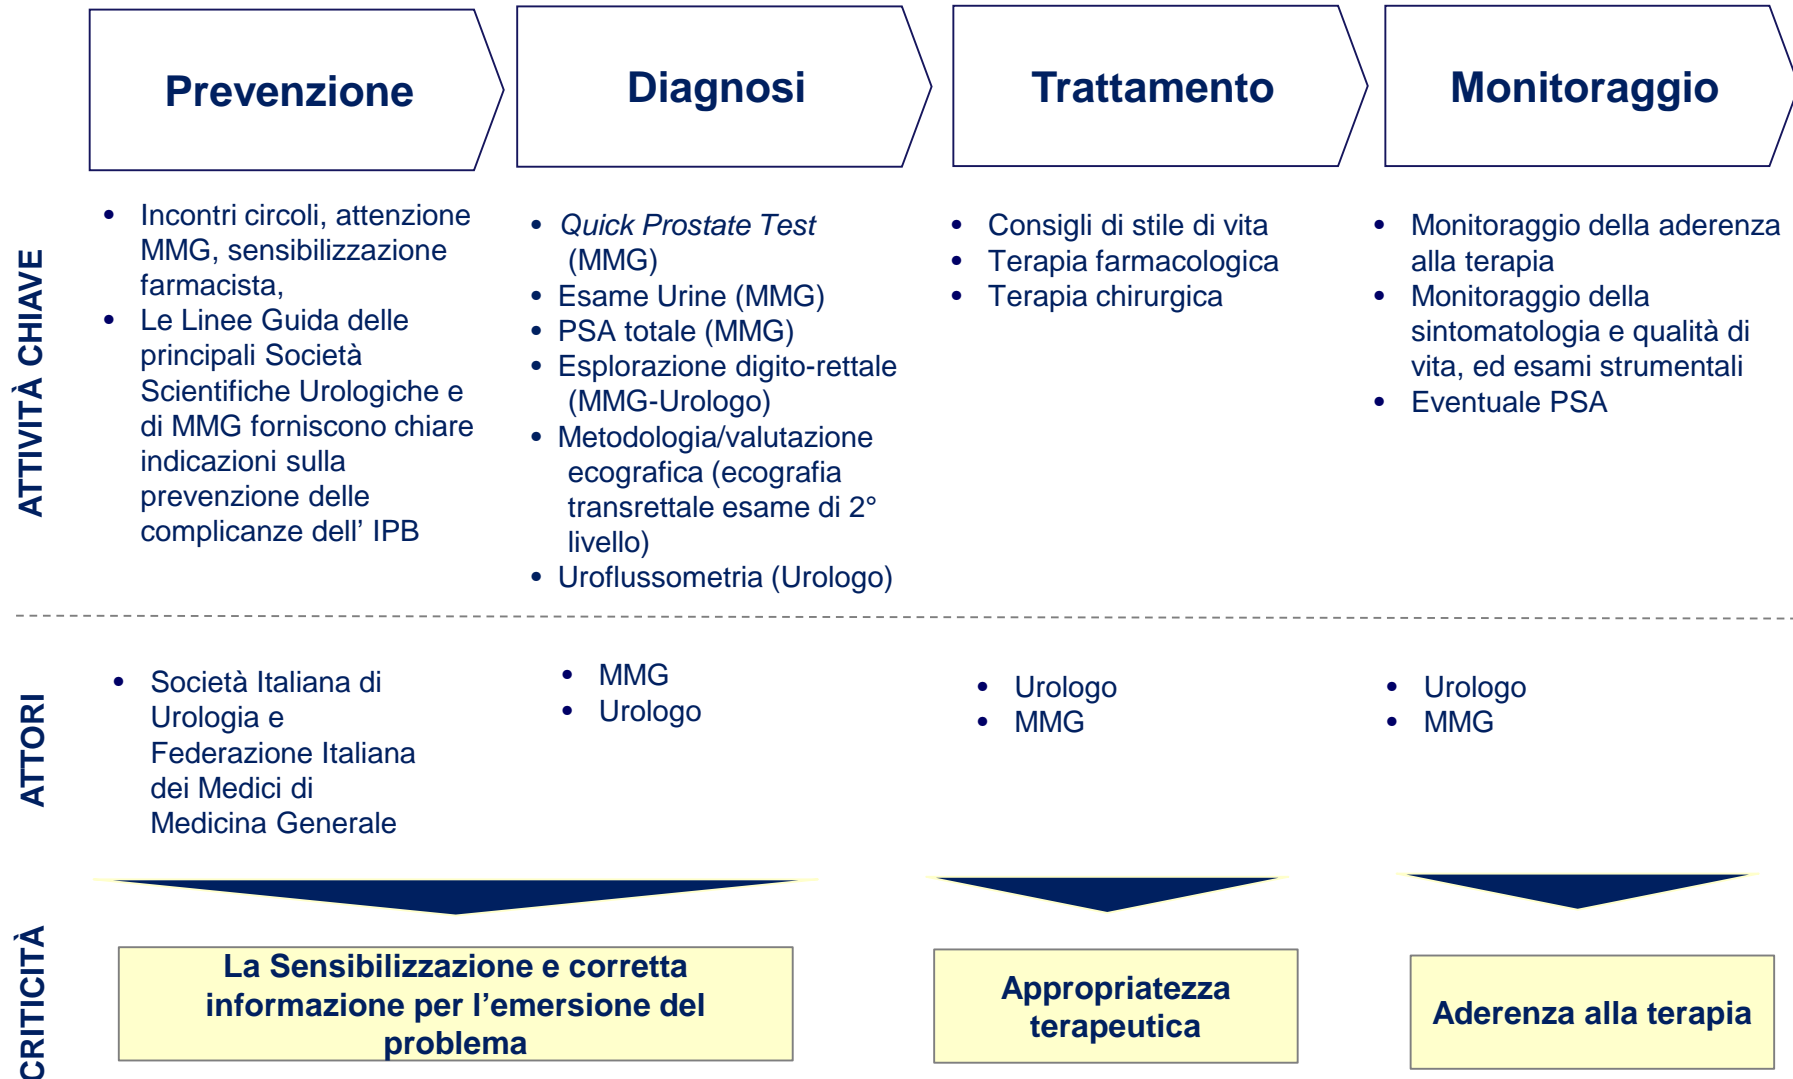 Prevenzione
Diagnosi
Trattamento
Monitoraggio
ATTIVITÀ CHIAVE
• Incontri circoli, attenzione
MMG, sensibilizzazione
farmacista,
• Le Linee Guida delle
principali Società
Scientifiche Urologiche e
di MMG forniscono chiare
indicazioni sulla
prevenzione delle
complicanze dell’ IPB
• Quick Prostate Test
(MMG)
• Esame Urine (MMG)
• PSA totale (MMG)
• Esplorazione digito-rettale
(MMG-Urologo)
• Metodologia/valutazione
ecografica (ecografia
transrettale esame di 2°
livello)
• Uroflussometria (Urologo)
• Consigli di stile di vita
• Terapia farmacologica
• Terapia chirurgica
• Monitoraggio della aderenza
alla terapia
• Monitoraggio della
sintomatologia e qualità di
vita, ed esami strumentali
• Eventuale PSA
ATTORI
• Società Italiana di
Urologia e
Federazione Italiana
dei Medici di
Medicina Generale
• MMG
• Urologo
• Urologo
• MMG
• Urologo
• MMG
CRITICITÀ
La Sensibilizzazione e corretta
informazione per l’emersione del
problema
Appropriatezza
terapeutica
Aderenza alla terapia